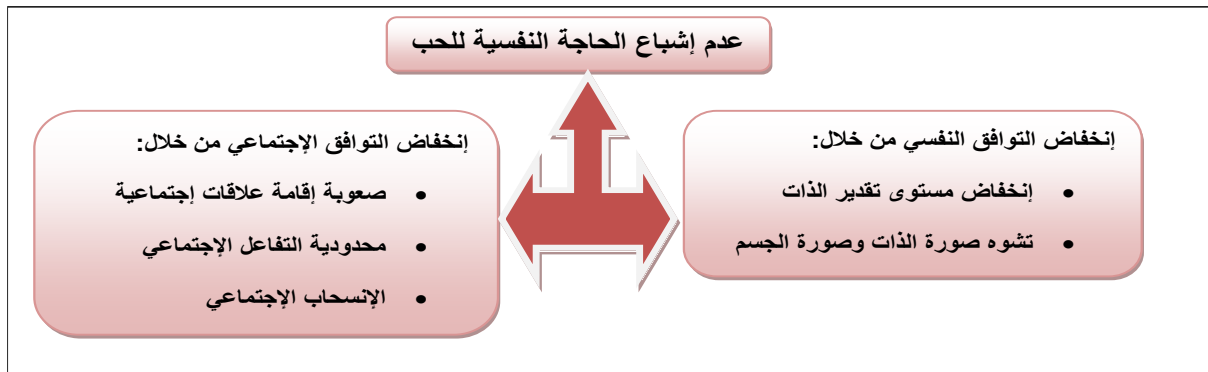 عدم إشباع الحاجة النفسية للحب
إنخفاض التوافق النفسي من خلال:
• إنخفاض مستوى تقدير الذات
• تشوه صورة الذات وصورة الجسم
إنخفاض التوافق الإجتماعي من خلال:
• صعوبة إقامة علاقات إجتماعية
• محدودية التفاعل الإجتماعي
• الإنسحاب الإجتماعي